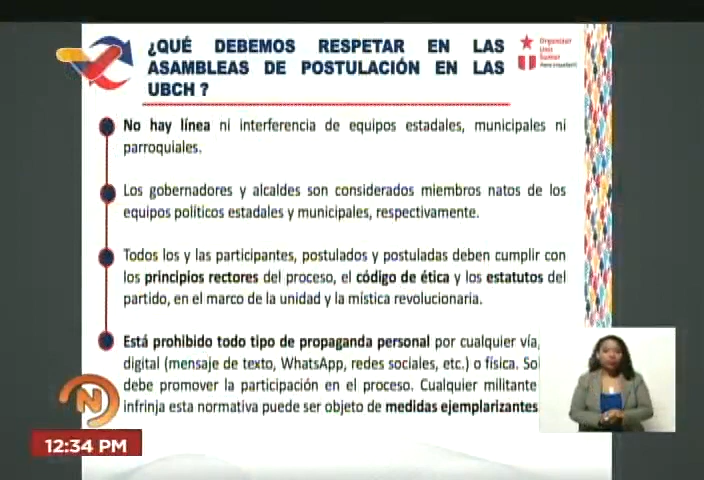 ¿QUÉ DEBEMOS RESPETAR EN LAS
ASAMBLEAS DE POSTULACIÓN EN LAS
UBCH ?
Organizar
Unir
Sumar
No hay línea ni interferencia de equipos estadales, municipales ni
parroquiales.
Los gobernadores y alcaldes son considerados miembros natos de los
equipos políticos estadales y municipales, respectivamente.
Todos los y las participantes, postulados y postuladas deben cumplir con
los principios rectores del proceso, el código de ética y los estatutos del
partido, en el marco de la unidad y la mística revolucionaria.
Está prohibido todo tipo de propaganda personal por cualquier vía,
digital (mensaje de texto, WhatsApp, redes sociales, etc.) o física.
debe promover la participación en el proceso. Cualquier militante
infrinja esta normativa puede ser objeto de medidas ejemplarizantes
N
12:34 PM